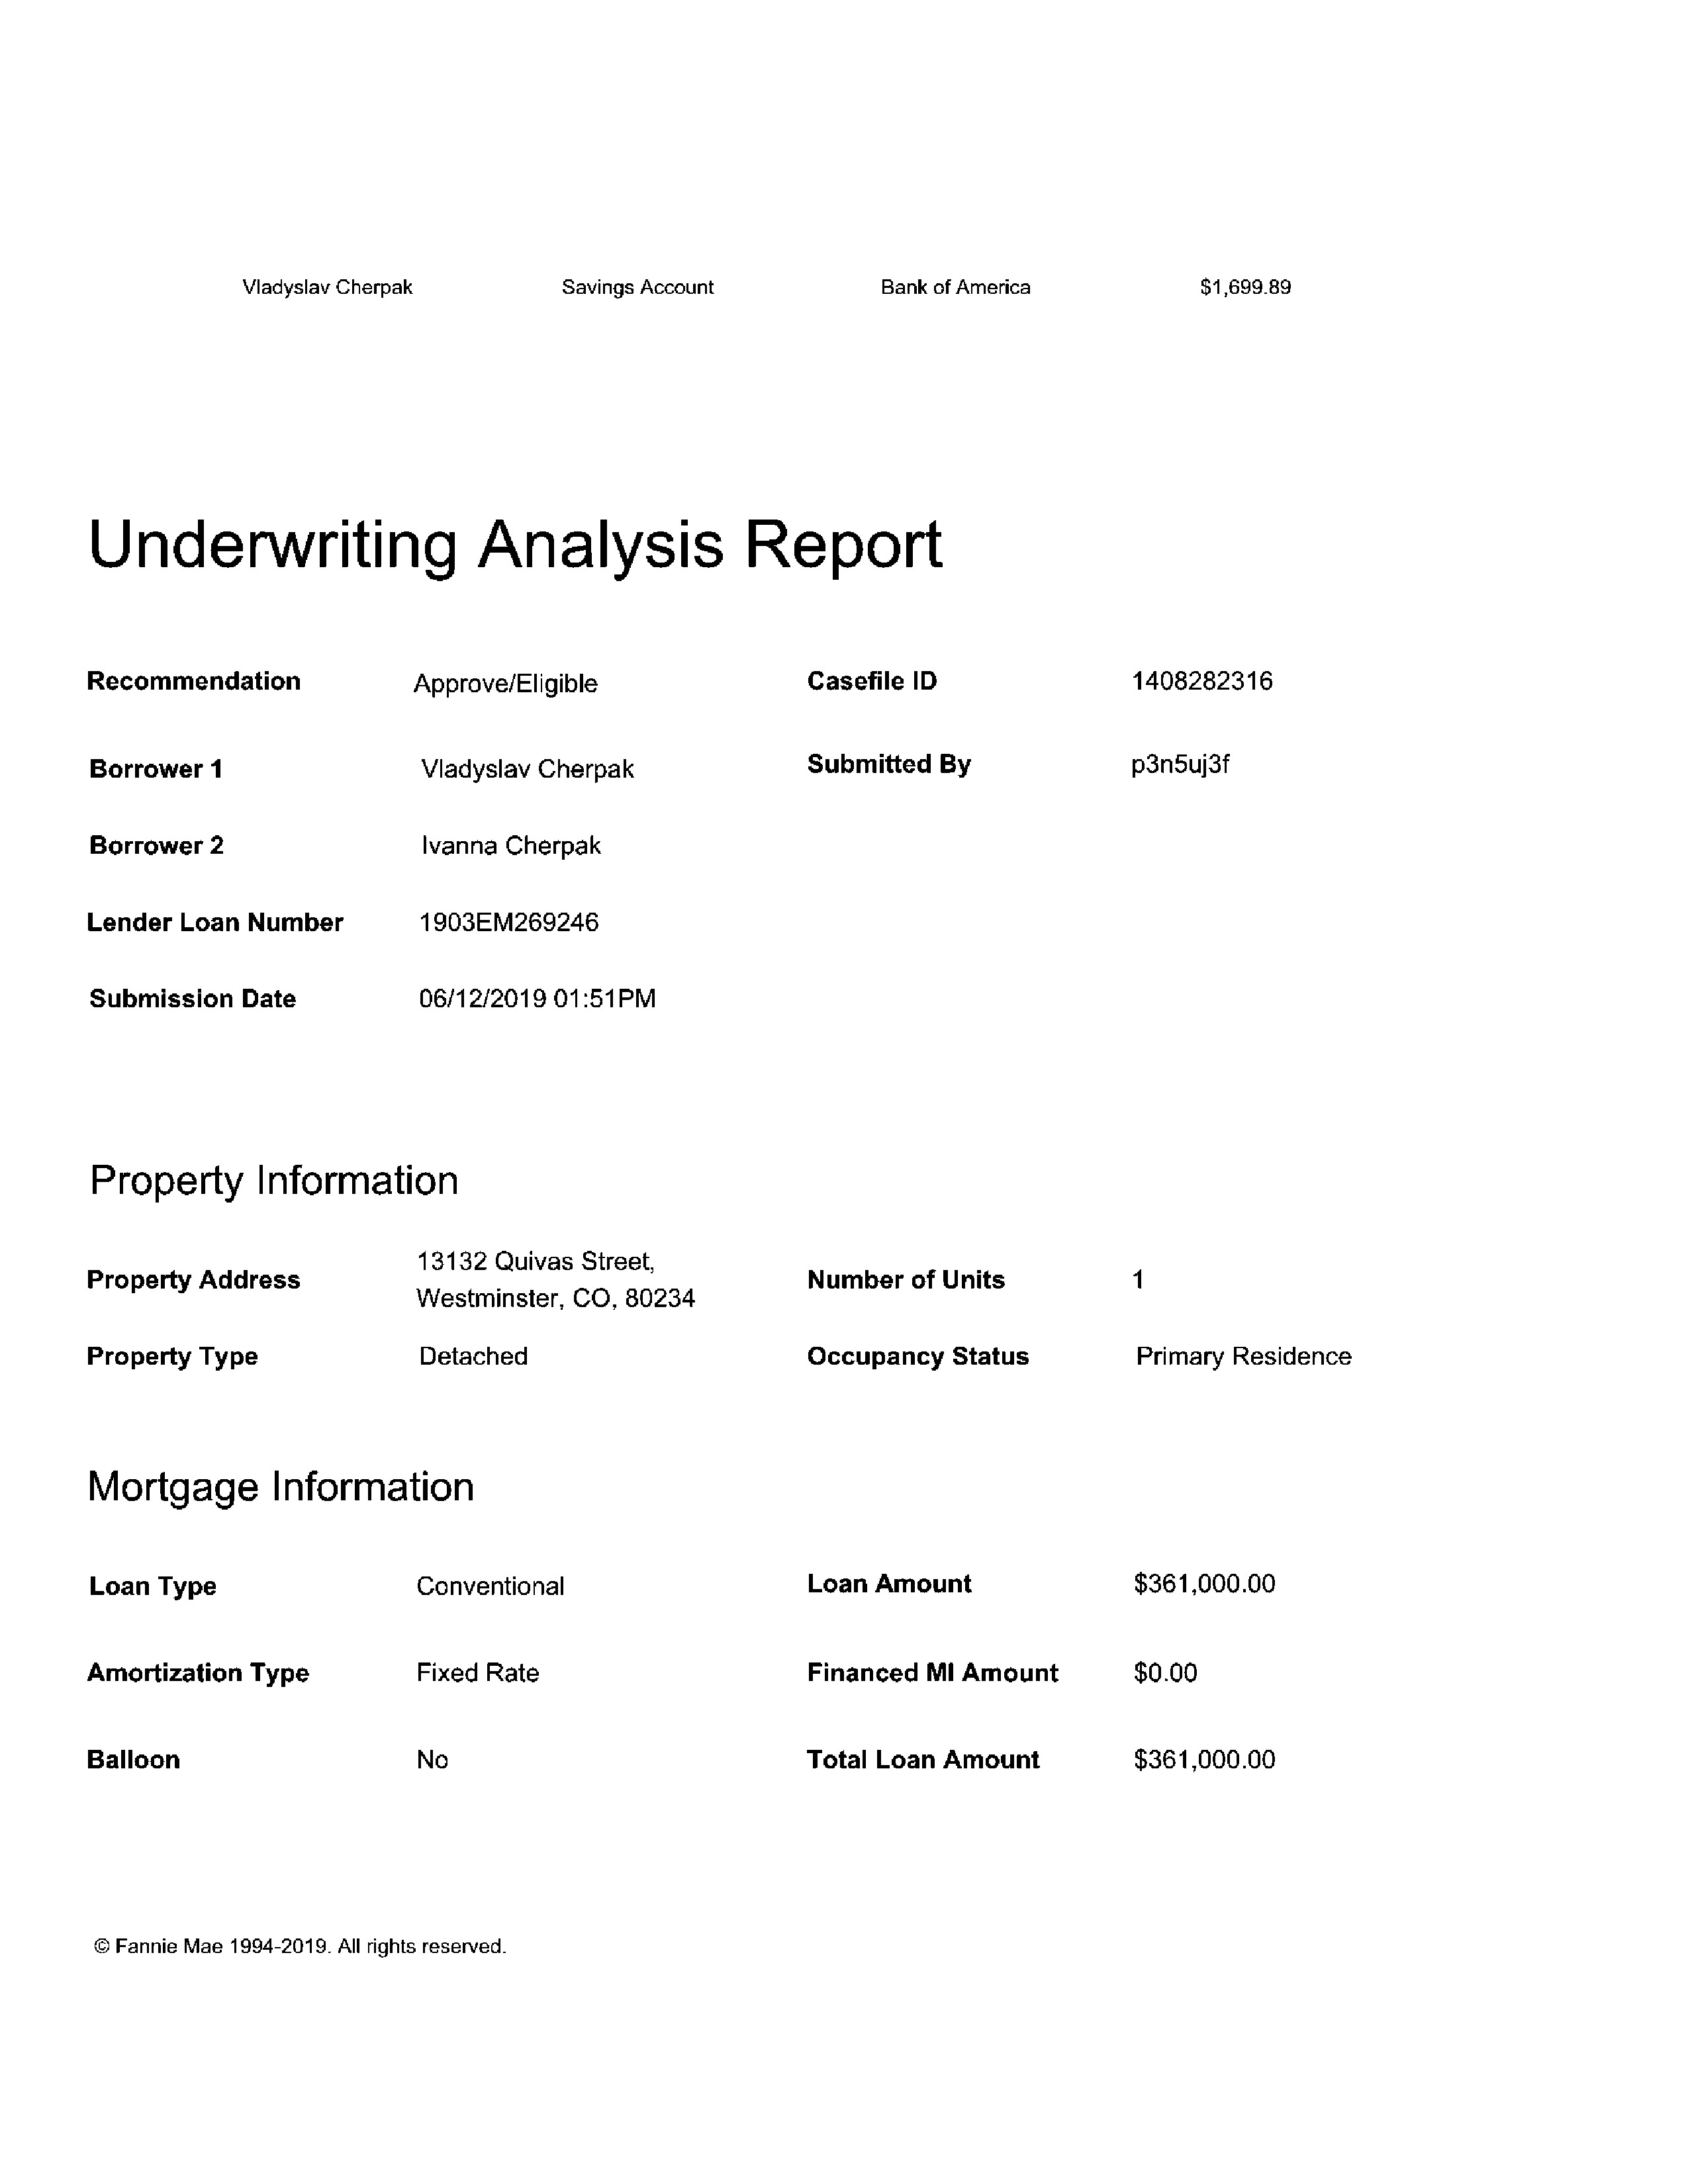 Vladyslav Cherpak Savings Account Bank of America $1,699.89
Underwriting Analysis Report
Recommendation Approve/Eligible Casefile ID 1408282316
Borrower 1 Vladyslav Cherpak Submitted By p3n5uj3f
Borrower 2 Ivanna Cherpak
Lender Loan Number 1903EM269246
Submission Date 06/12/2019 01:51PM
Property Information
Property Address 13132 Quivas Street, Westminster, CO, 80234 Number of Units 1
Property Type Detached Occupancy Status Primary Residence
Mortgage Information
Loan Type Conventional Loan Amount $361,000.00
Amortization Type Fixed Rate Financed MI Amount $0.00
Balloon No Total Loan Amount $361,000.00
© Fannie Mae 1994-2019. All rights reserved.